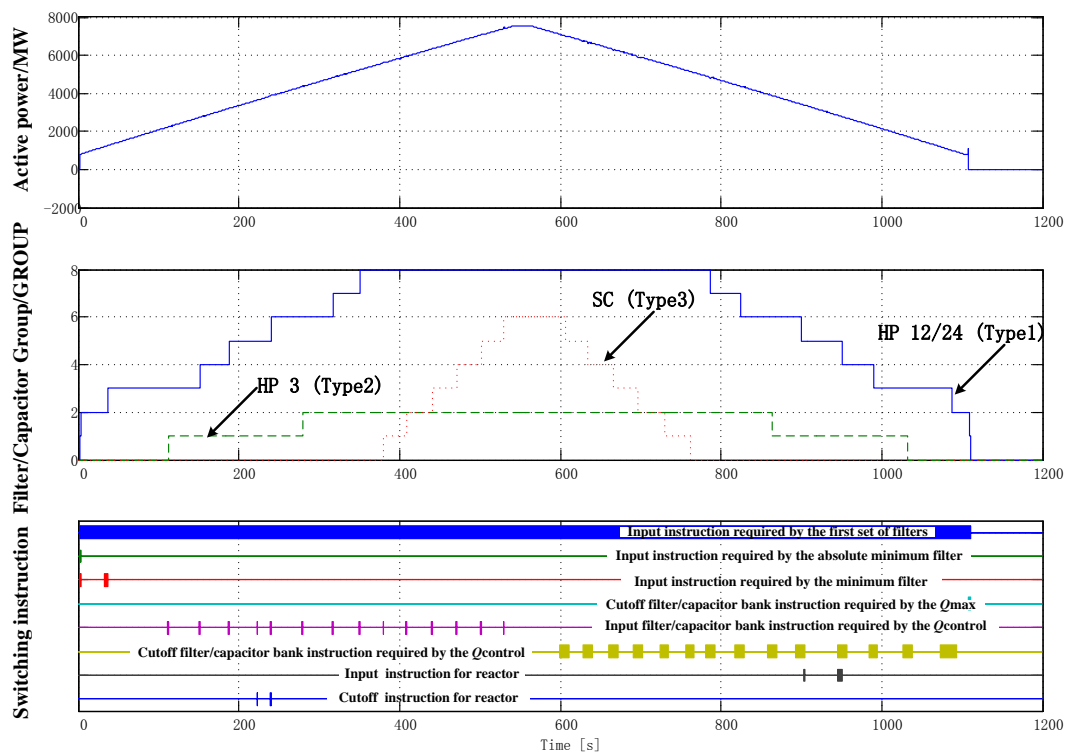 Active power/MW
8000
6000
4000
2000
0
−2000
0 200 400 600 800 1000 1200
Filter/Capacitor Group/GROUP
8
6
4
2
0
SC (Type3)
HP 12/24 (Type1)
HP 3 (Type2)
0 200 400 600 800 1000 1200
Switching instruction
Input instruction required by the first set of filters
Input instruction required by the absolute minimum filter
Input instruction required by the minimum filter
Cutoff filter/capacitor bank instruction required by the Qmax
Input filter/capacitor bank instruction required by the Qcontrol
Cutoff filter/capacitor bank instruction required by the Qcontrol
Input instruction for reactor
Cutoff instruction for reactor
0 200 400 600 800 1000 1200
Time [s]